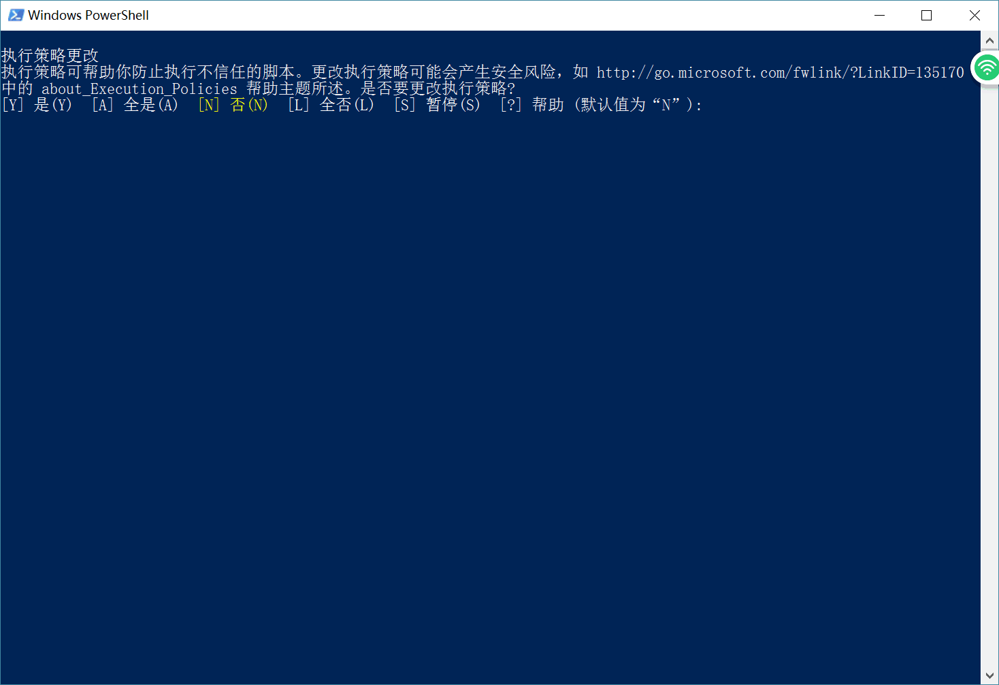 Windows PowerShell
执行策略更改
执行策略可帮助你防止执行不信任的脚本。更改执行策略可能会产生安全风险，如 http://go.microsoft.com/fwlink/?LinkID=135170
中的 about_Execution_Policies 帮助主题所述。是否要更改执行策略?
[Y] 是(Y)  [A] 全是(A)  [N] 否(N)  [L] 全否(L)  [S] 暂停(S)  [?] 帮助 (默认值为“N”):